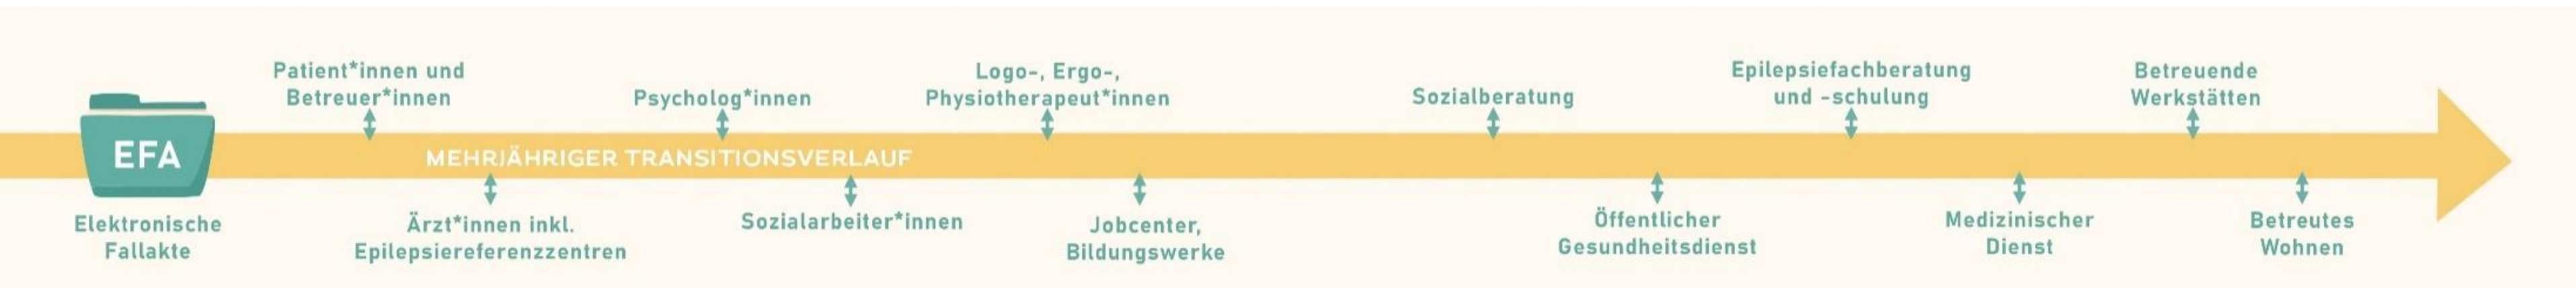 Patient*innen und
Betreuer*innen
Psycholog*innen
Logo-, Ergo-,
Physiotherapeut*innen
Sozialberatung
Epilepsiefachberatung
und -schulung
Betreuende
Werkstätten
EFA
MEHRJÄHRIGER TRANSITIONSVERLAUF
Elektronische
Fallakte
Ärzt*innen inkl.
Epilepsiereferenzzentren
Sozialarbeiter*innen
Jobcenter,
Bildungswerke
Öffentlicher
Gesundheitsdienst
Medizinischer
Dienst
Betreutes
Wohnen